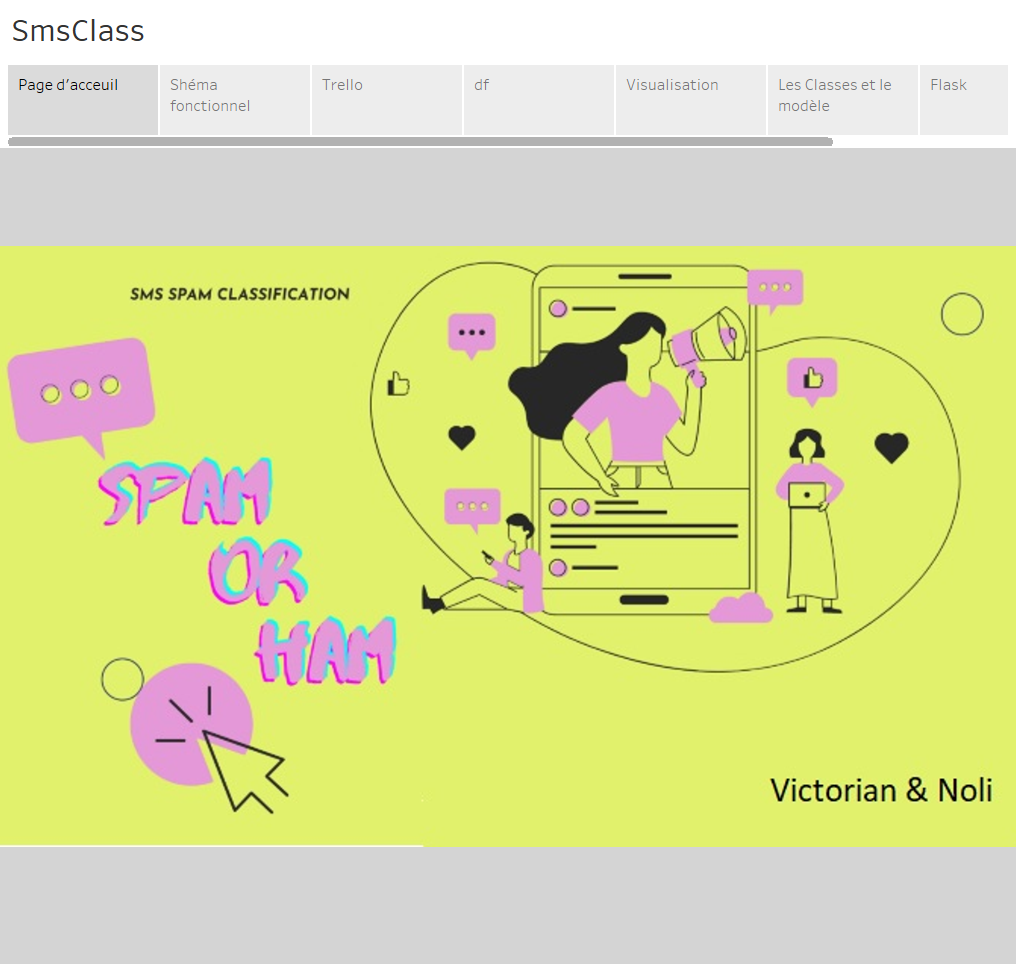 SmsClass
Page d’acceuil
Shéma
fonctionnel
Trello
df
Visualisation
Les Classes et le
modèle
Flask
SMS SPAM CLASSIFICATION
SPAM
OR
HAM
Victorian & Noli